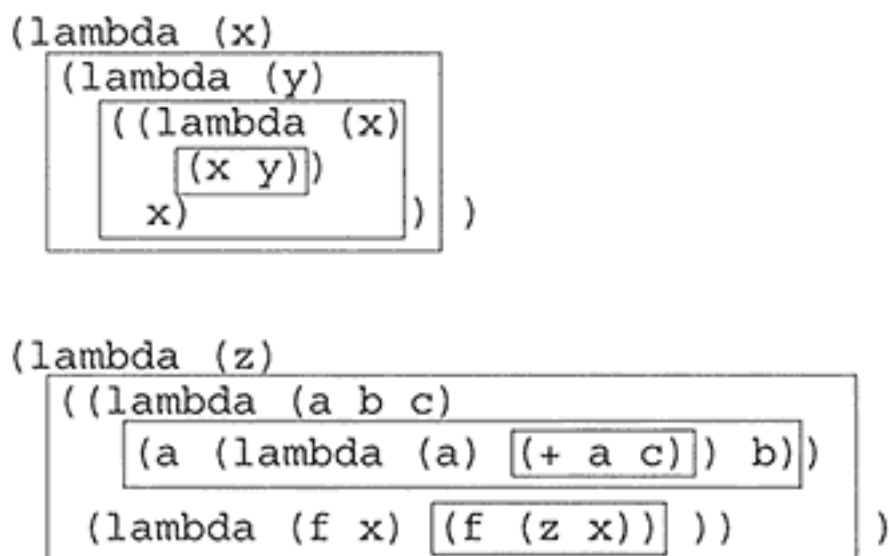 (lambda (x)
(lambda (y)
((lambda (x)
(x y))
x) ) )
(lambda (z)
((lambda (a b c)
(a (lambda (a) (+ a c)) b))
(lambda (f x) (f (z x)) )) )